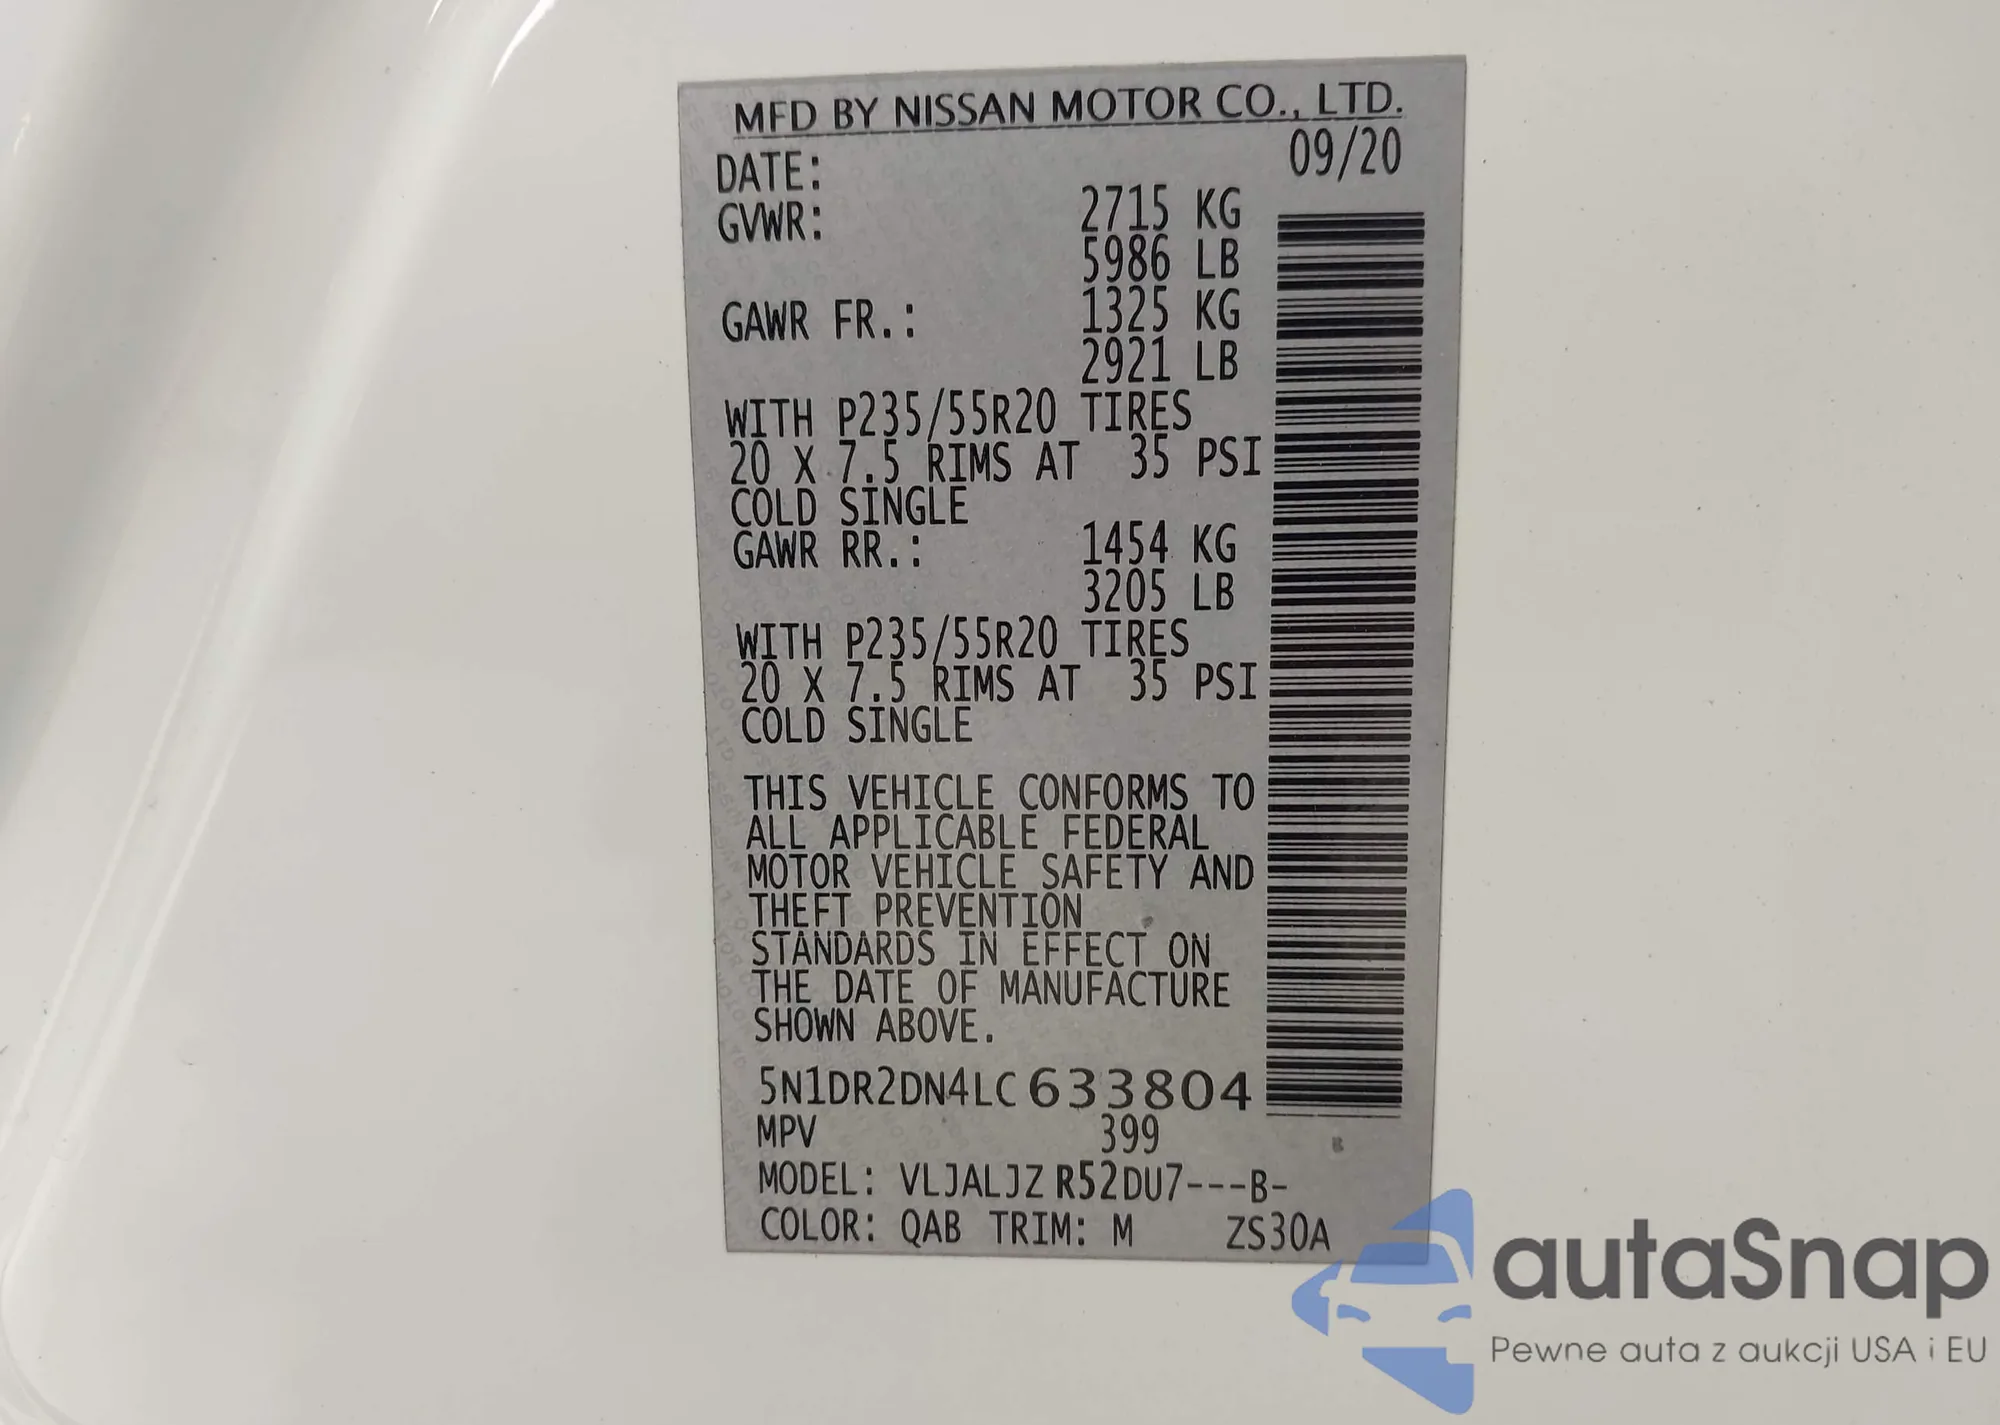 MFD BY NISSAN MOTOR CO., LTD.
DATE: 09/20
GVWR: 2715 KG
5986 LB
GAWR FR.: 1325 KG
2921 LB
WITH P235/55R20 TIRES
20 X 7.5 RIMS AT 35 PSI
COLD SINGLE
GAWR RR.: 1454 KG
3205 LB
WITH P235/55R20 TIRES
20 X 7.5 RIMS AT 35 PSI
COLD SINGLE
THIS VEHICLE CONFORMS TO
ALL APPLICABLE FEDERAL
MOTOR VEHICLE SAFETY AND
THEFT PREVENTION
STANDARDS IN EFFECT ON
THE DATE OF MANUFACTURE
SHOWN ABOVE.
5N1DR2DN4LC633804
MPV 399
B
MODEL: VLJALJZ R52DU7---B-
COLOR: QAB TRIM: M ZS30A
autaSnap
Pewne auta z aukcji USA i EU